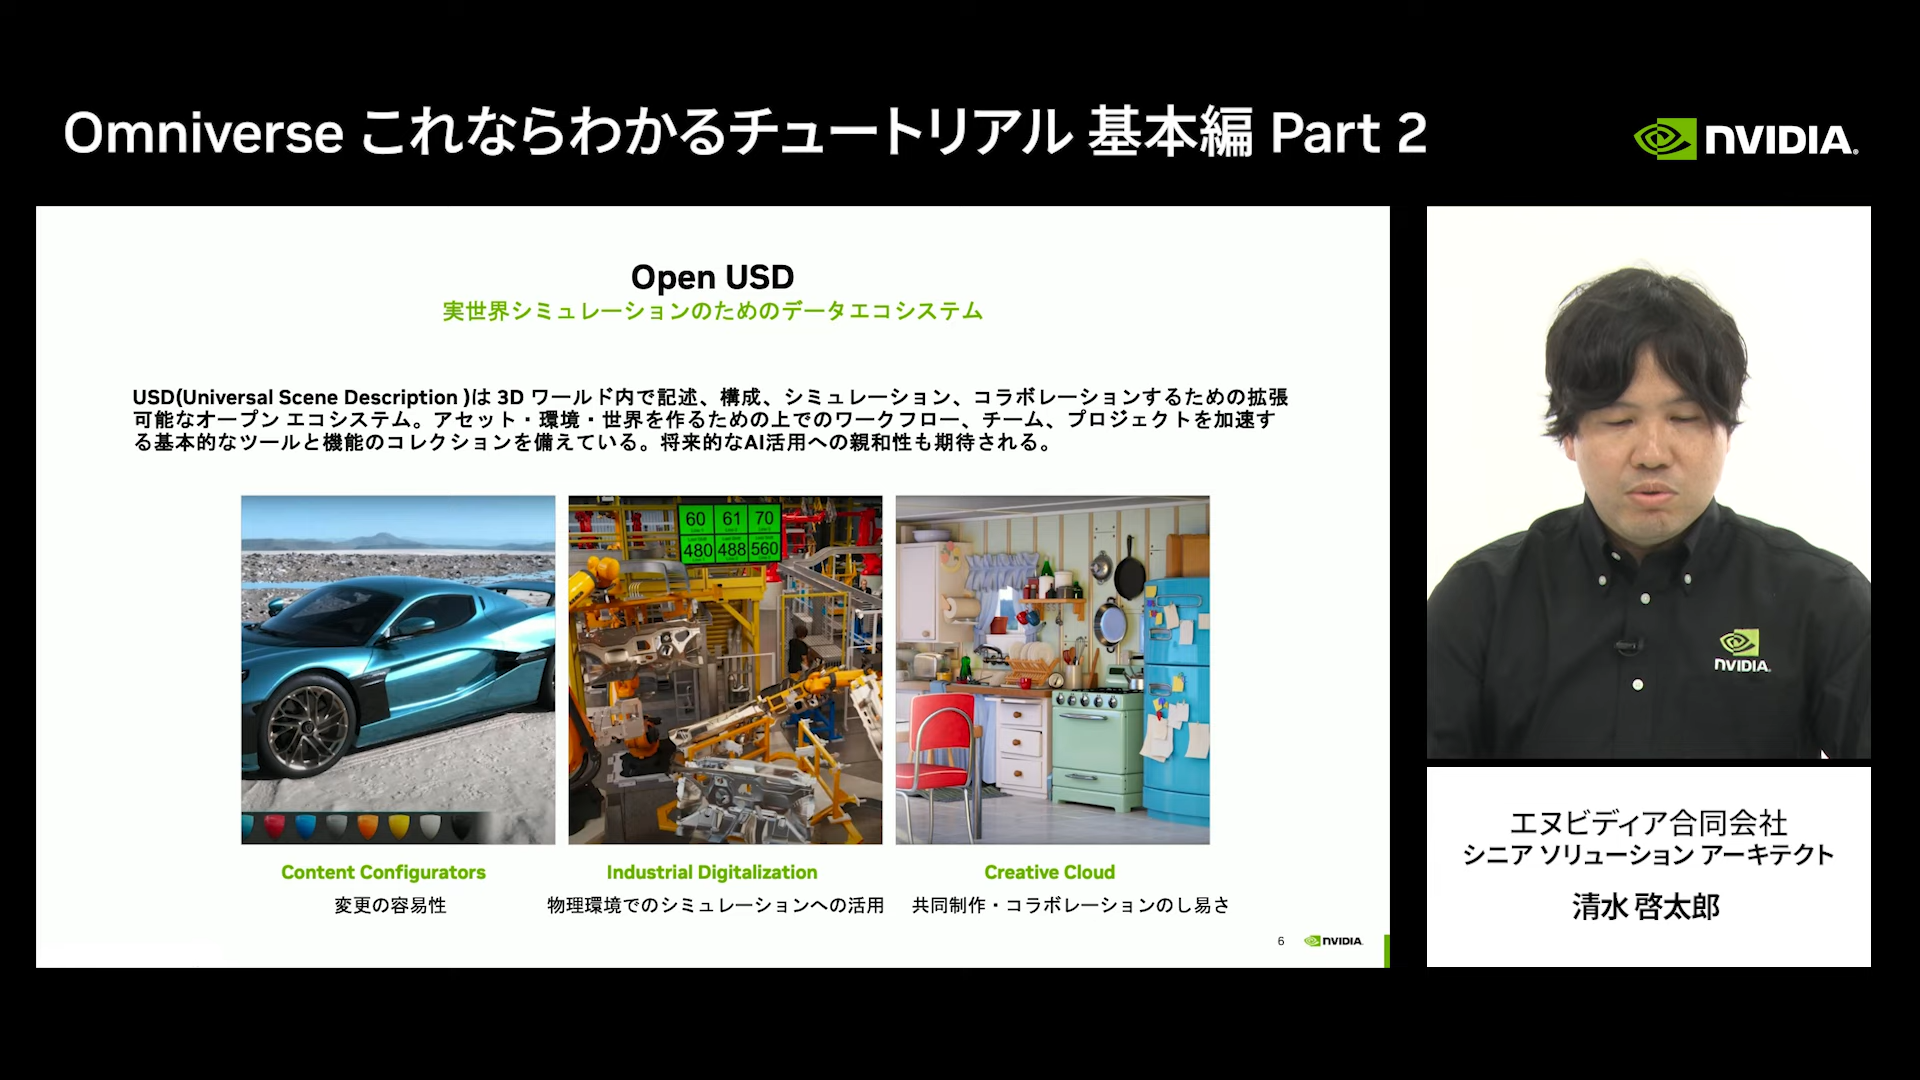 Omniverse これならわかるチュートリアル 基本編 Part 2
NVIDIA.
Open USD
実世界シミュレーションのためのデータエコシステム
USD(Universal Scene Description )は 3D ワールド内で記述、構成、シミュレーション、コラボレーションするための拡張
可能なオープン エコシステム。アセット・環境・世界を作るための上でのワークフロー、チーム、プロジェクトを加速す
る基本的なツールと機能のコレクションを備えている。将来的なAI活用への親和性も期待される。
60 61 70
480 488 560
Content Configurators
変更の容易性
Industrial Digitalization
物理環境でのシミュレーションへの活用
Creative Cloud
共同制作・コラボレーションのし易さ
6
NVIDIA.
NVIDIA.
エヌビディア合同会社
シニア ソリューション アーキテクト
清水 啓太郎